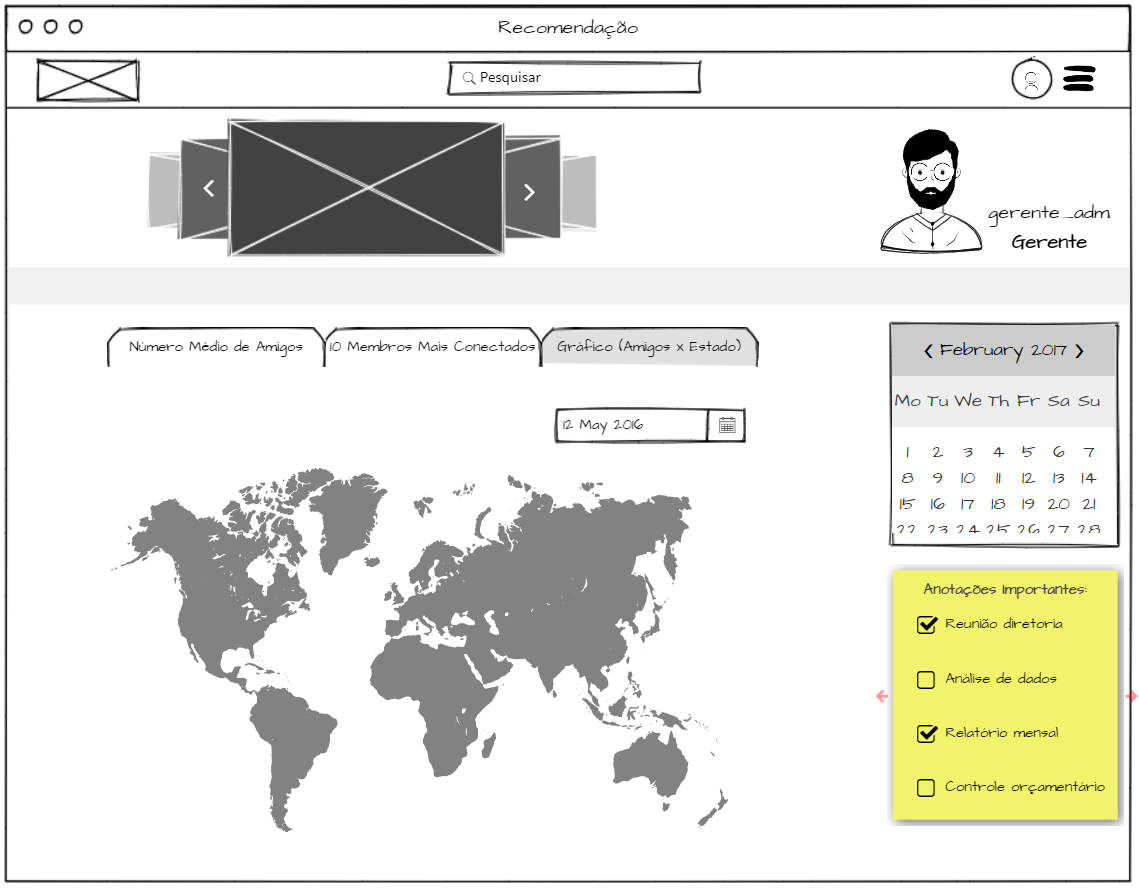 Recomendação
Pesquisar
gerente_adm
Gerente
Número Médio de Amigos
10 Membros Mais Conectados
Gráfico (Amigos x Estado)
12 May 2016
February 2017
Mo Tu We Th Fr Sa Su
1 2 3 4 5 6 7
8 9 10 11 12 13 14
15 16 17 18 19 20 21
22 23 24 25 26 27 28
Anotações Importantes:
Reunião diretoria
Análise de dados
Relatório mensal
Controle orçamentário